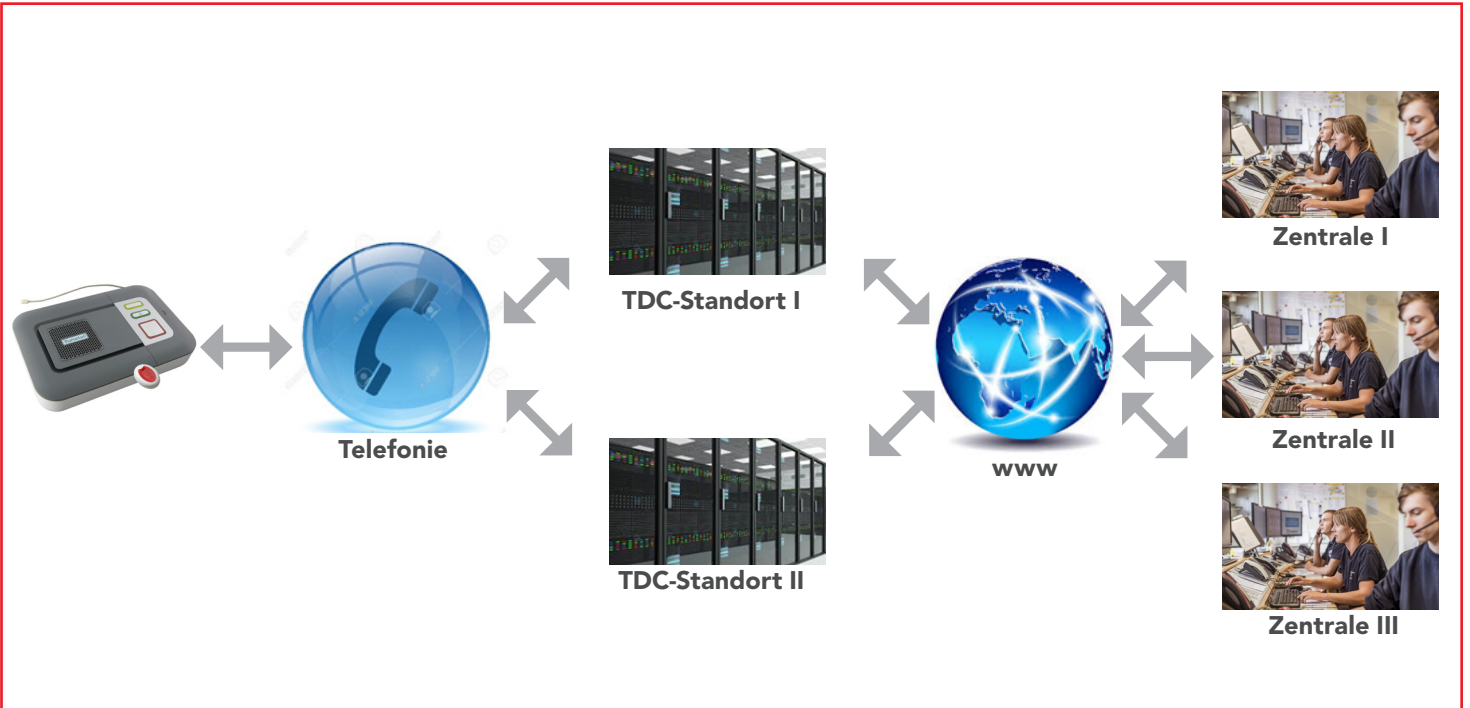 Zentrale I
TDC-Standort I
Telefonie
Zentrale II
www
TDC-Standort II
Zentrale III